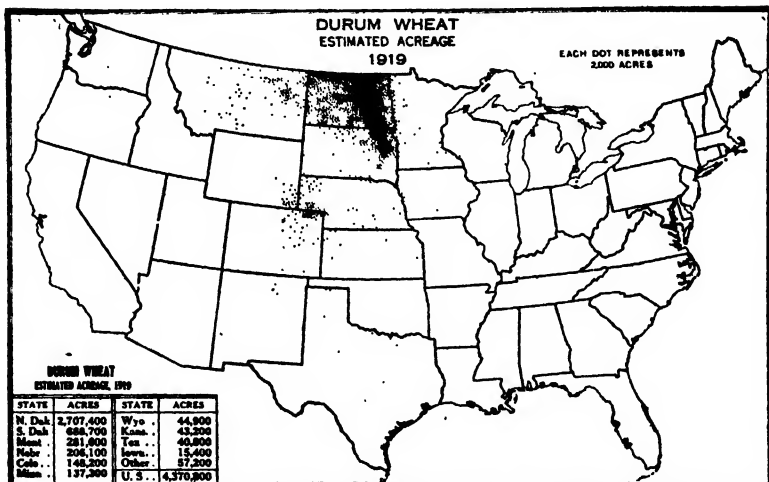 DURUM WHEAT
ESTIMATED ACREAGE
1919
EACH DOT REPRESENTS
2,000 ACRES
DURUM WHEAT
ESTIMATED ACREAGE, 1919
STATE ACRES STATE ACRES
N. Dak 2,707,400 Wyo . 44,900
S. Dak 688,700 Kans. . 43,200
Mont . 281,600 Tex . . 40,800
Nebr . 206,100 Iowa. . 15,400
Colo. . 148,200 Other . 57,200
Minn . 137,300 U. S. . 4,370,800